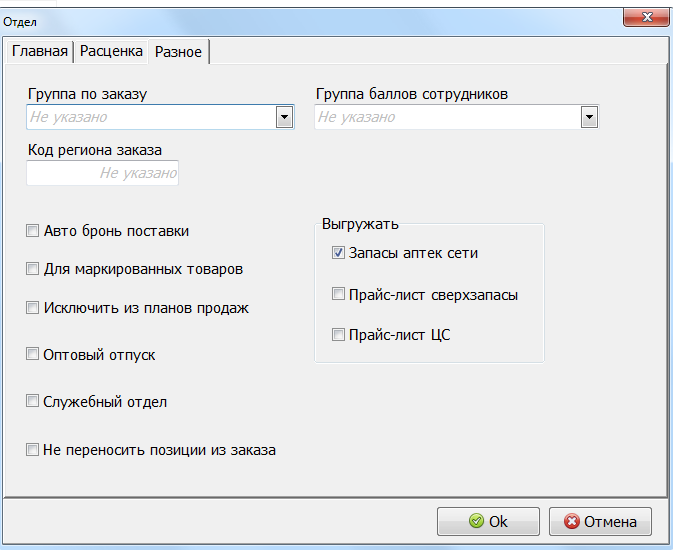 Отдел
Главная
Расценка
Разное
Группа по заказу
Группа баллов сотрудников
Не указано
Не указано
Код региона заказа
Не указано
Авто бронь поставки
Для маркированных товаров
Исключить из планов продаж
Оптовый отпуск
Служебный отдел
Не переносить позиции из заказа
Выгружать
Запасы аптек сети
Прайс-лист сверхзапасы
Прайс-лист ЦС
Ok
Отмена